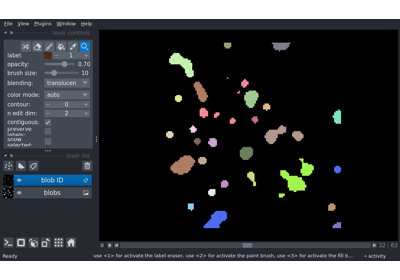 File View Plugins Window Help
layer controls
label: 1
opacity: 0.70
brush size: 10
blending: translucen
color mode: auto
contour: 0
n edit dim: 2
contiguous:
preserve
labels:
show
selected:
layer list
blob ID
blobs
32 63
Ready
use <1> for activate the label eraser, use <2> for activate the paint brush, use <3> for activate the fill b...
activity